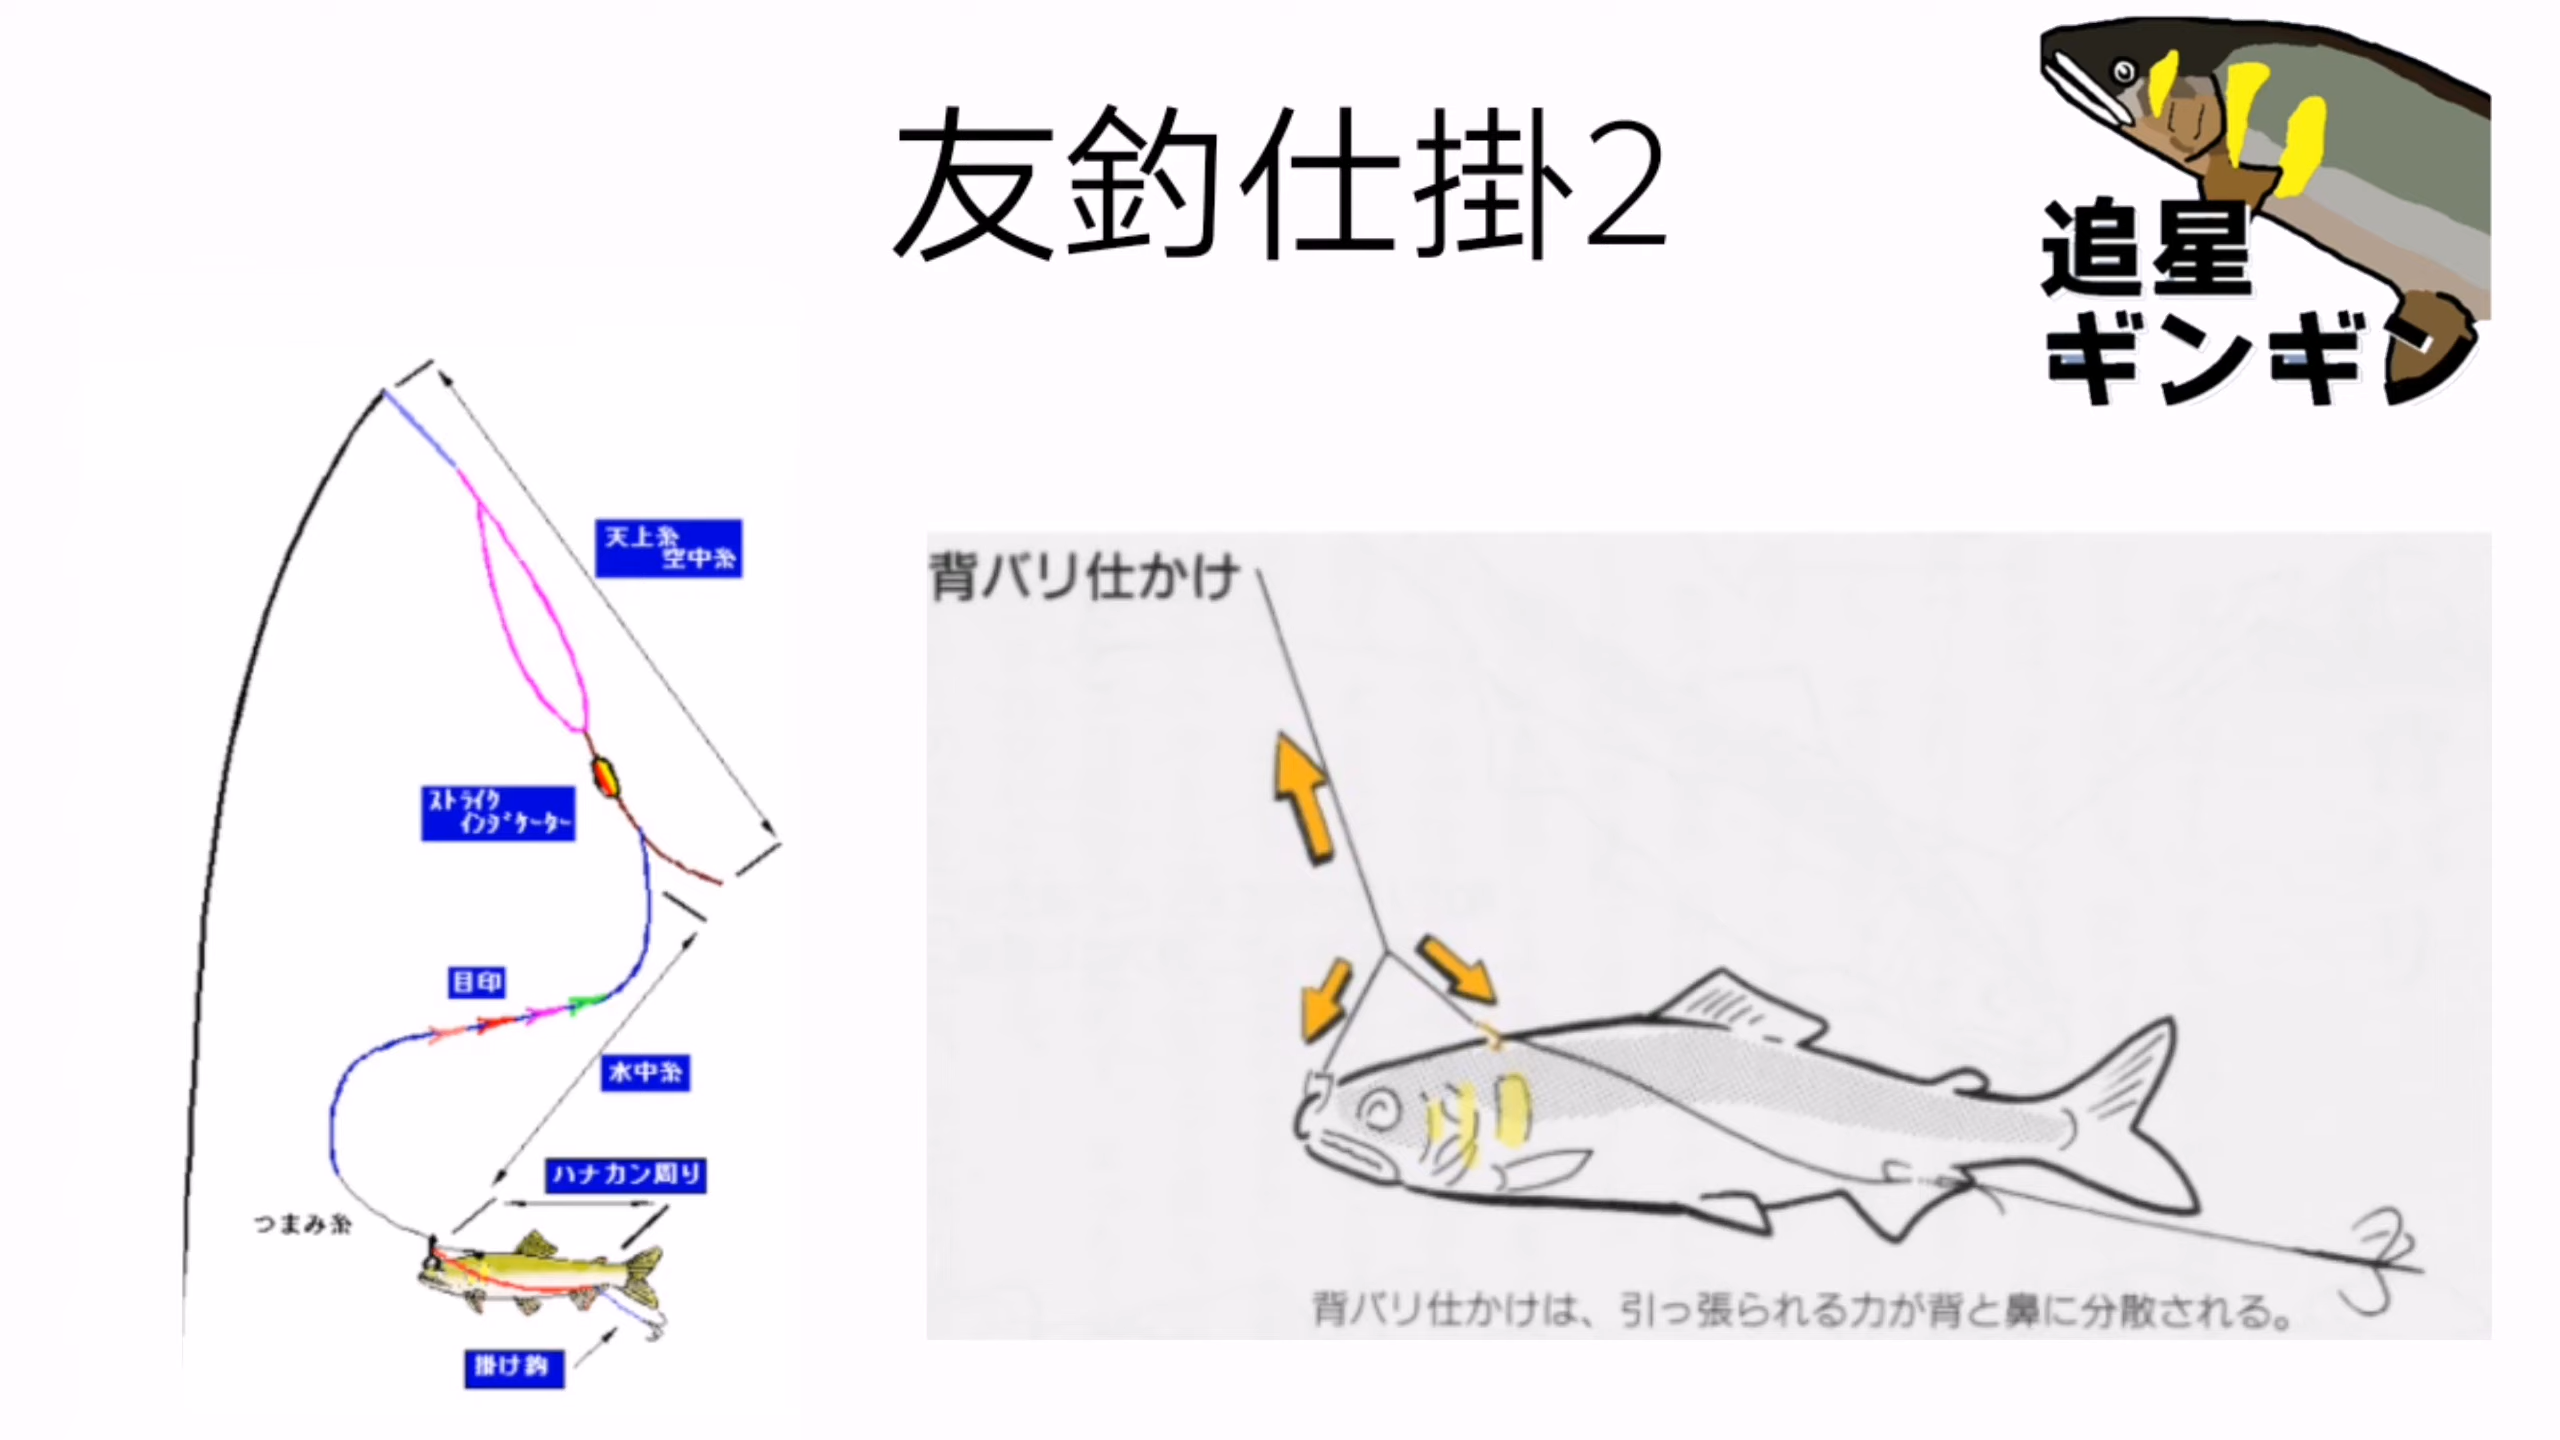 友釣仕掛2
追星
ギンギン
天上糸
空中糸
ｽﾄﾗｲｸ
ｲﾝｼﾞｹｰﾀｰ
目印
水中糸
ハナカン周り
つまみ糸
掛け鈎
背バリ仕かけ
背バリ仕かけは、引っ張られる力が背と鼻に分散される。